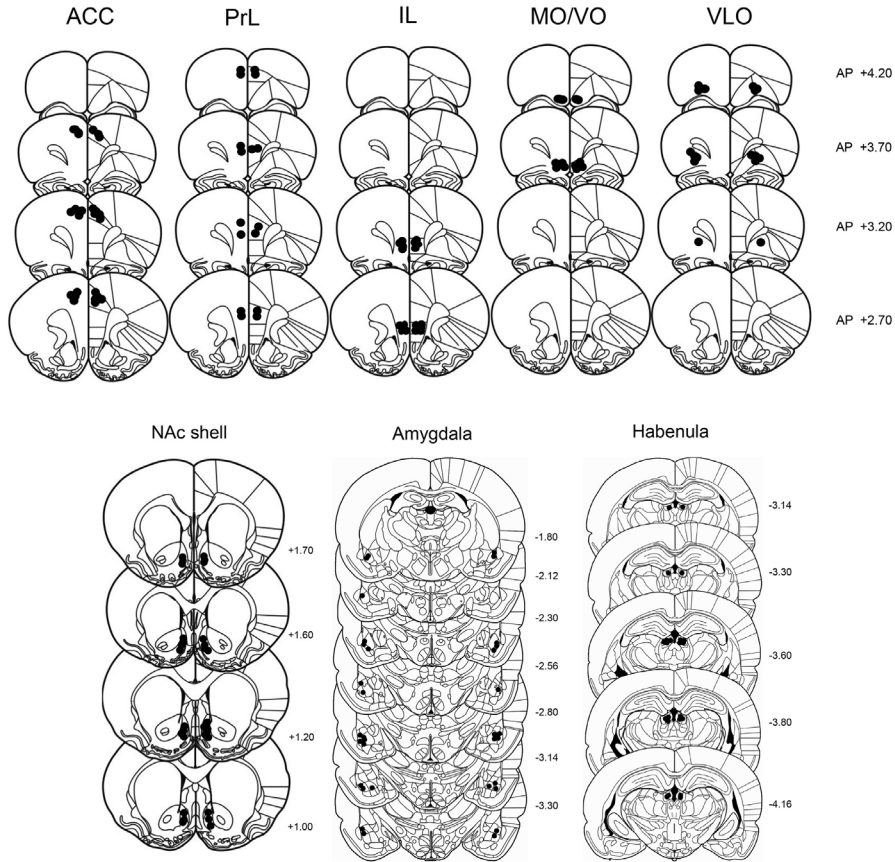 ACC PrL IL MO/VO VLO
AP +4.20
AP +3.70
AP +3.20
AP +2.70
NAc shell Amygdala Habenula
+1.70
+1.60
+1.20
+1.00
-1.80
-2.12
-2.30
-2.56
-2.80
-3.14
-3.30
-3.14
-3.30
-3.60
-3.80
-4.16